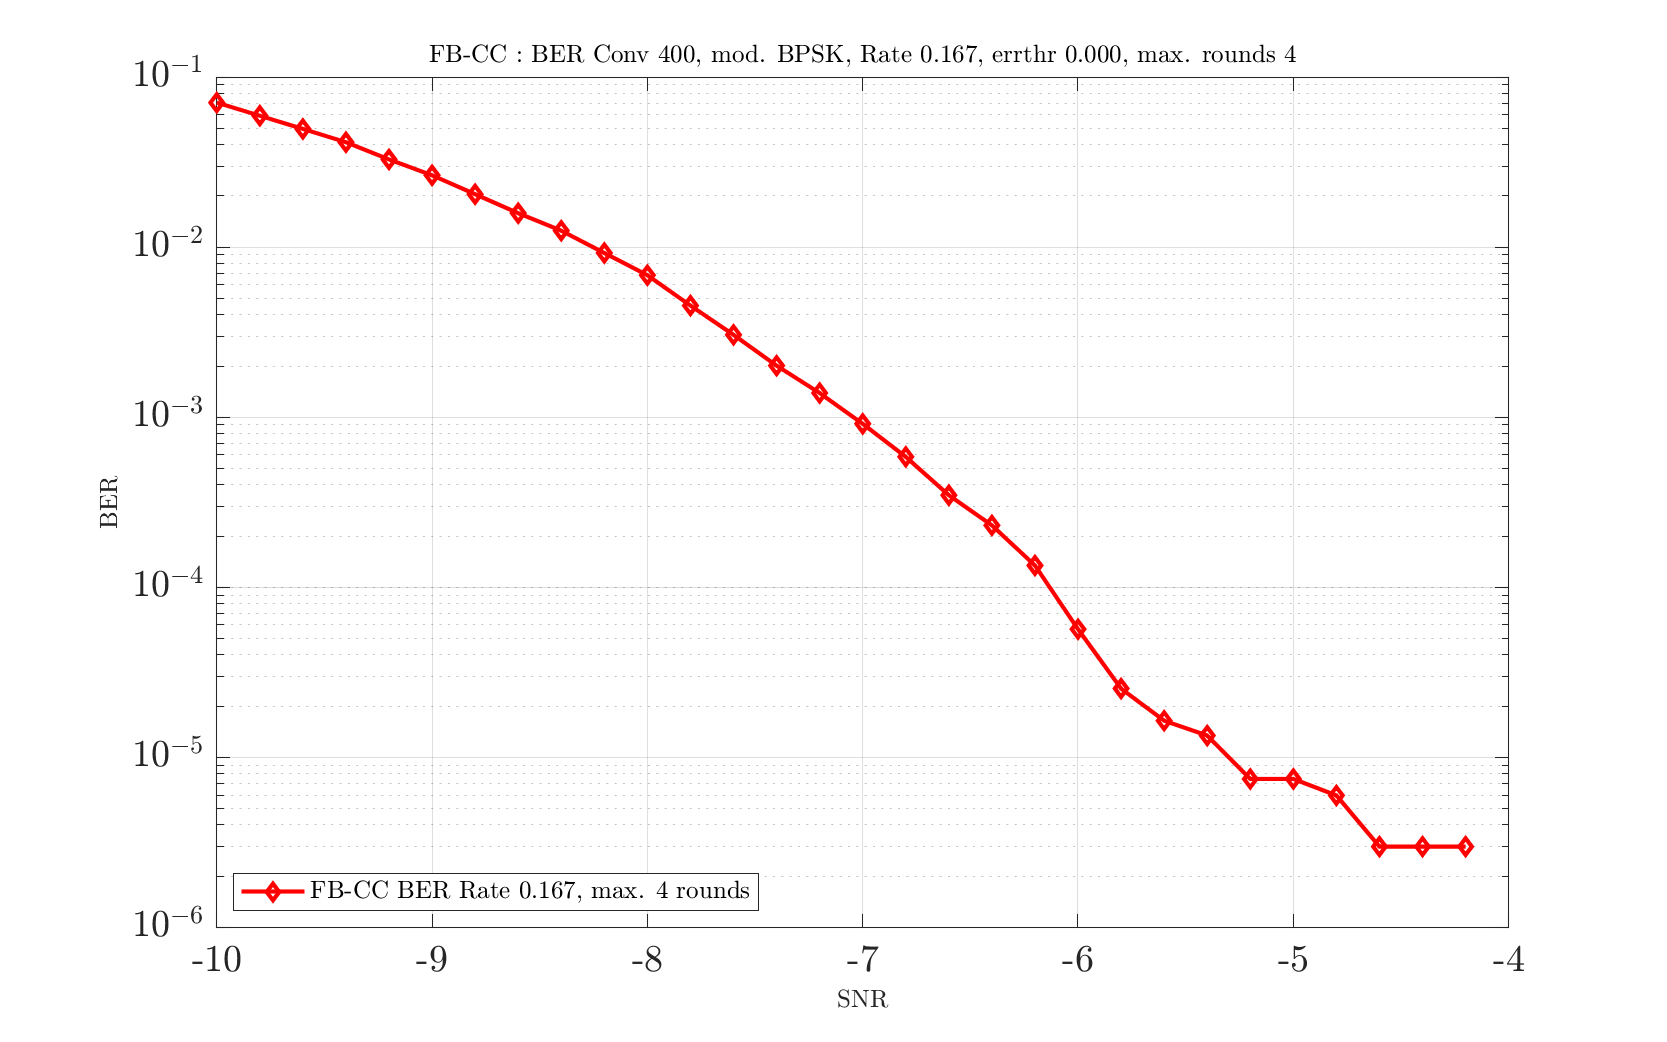 FB-CC : BER Conv 400, mod. BPSK, Rate 0.167, errthr 0.000, max. rounds 4
10⁻¹
10⁻²
10⁻³
10⁻⁴
10⁻⁵
10⁻⁶
BER
FB-CC BER Rate 0.167, max. 4 rounds
-10 -9 -8 -7 -6 -5 -4
SNR